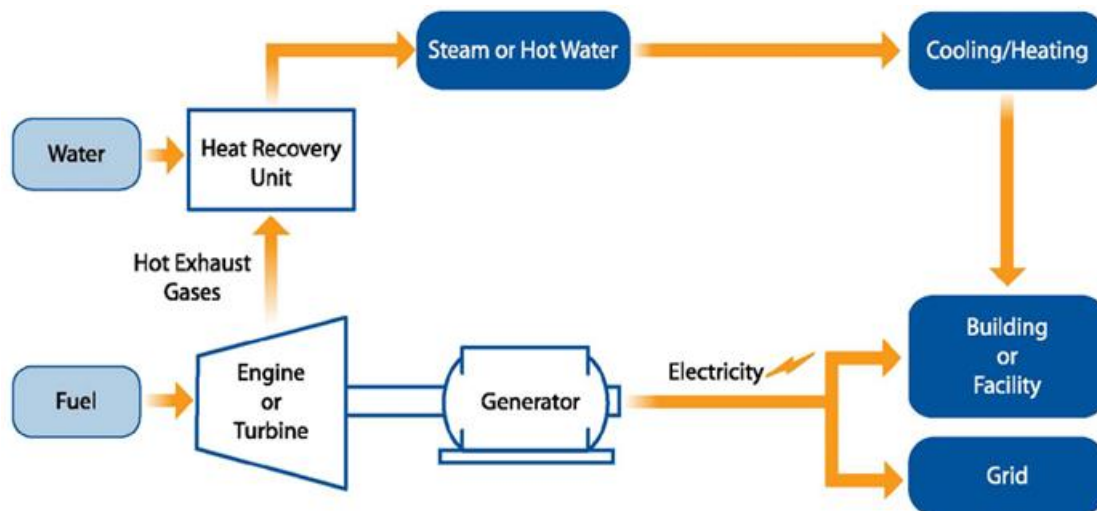 Steam or Hot Water
Cooling/Heating
Water
Heat Recovery
Unit
Hot Exhaust
Gases
Building
or
Facility
Fuel
Engine
or
Turbine
Generator
Electricity
Grid